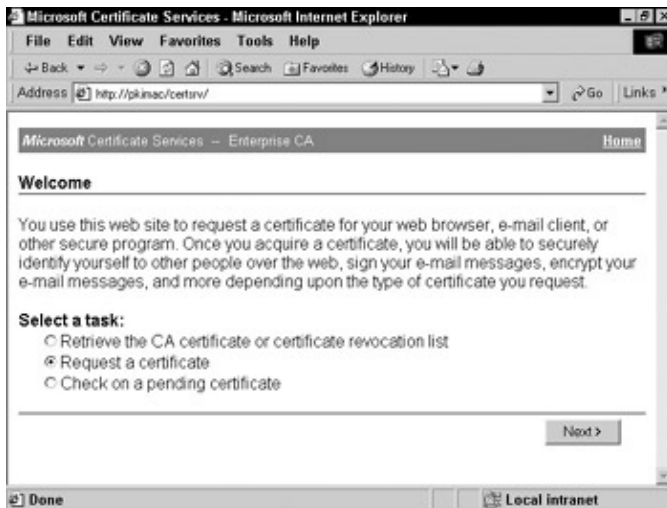 Microsoft Certificate Services - Microsoft Internet Explorer
File Edit View Favorites Tools Help
Back Search Favorites History
Address http://pkimac/certsrv/ Go Links »
Microsoft Certificate Services -- Enterprise CA Home
Welcome
You use this web site to request a certificate for your web browser, e-mail client, or
other secure program. Once you acquire a certificate, you will be able to securely
identify yourself to other people over the web, sign your e-mail messages, encrypt your
e-mail messages, and more depending upon the type of certificate you request.
Select a task:
Retrieve the CA certificate or certificate revocation list
Request a certificate
Check on a pending certificate
Next >
Done Local intranet